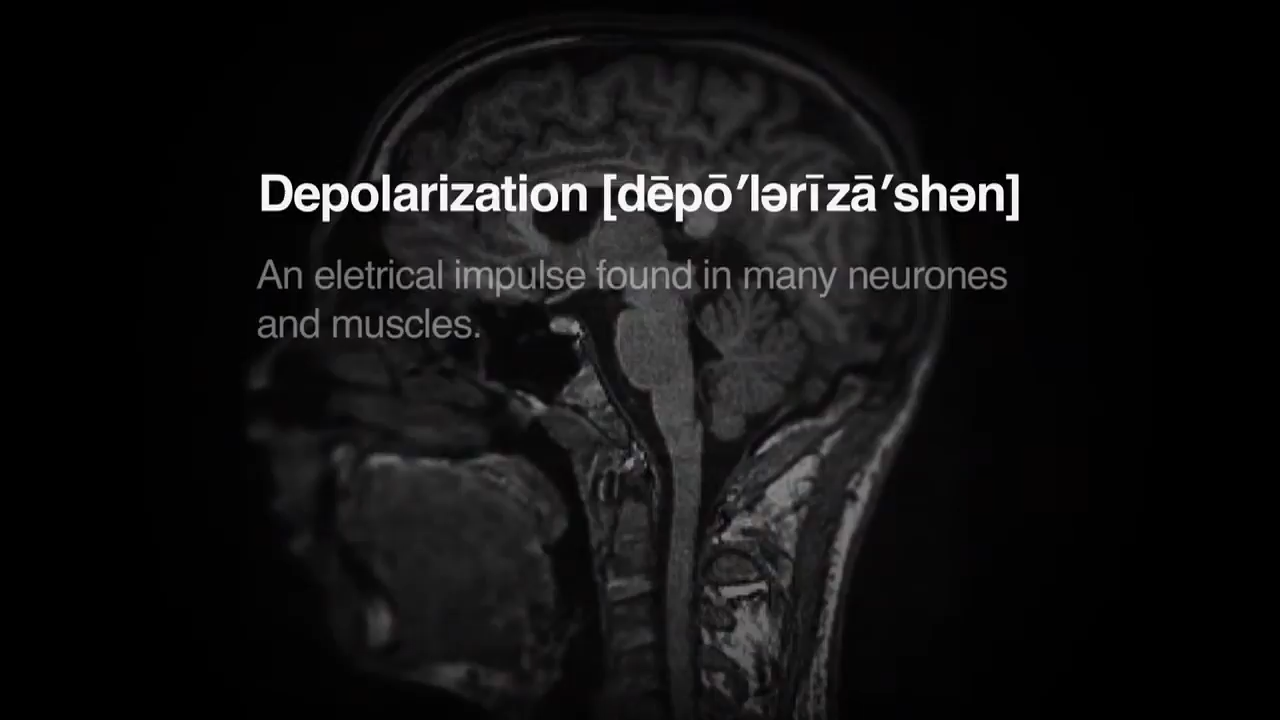 Depolarization [dēpō′lərīzā′shən]
An eletrical impulse found in many neurones
and muscles.